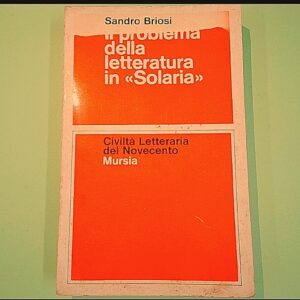 Sandro Briosi
Il problema
della
letteratura
in «Solaria»
Civiltà Letteraria
del Novecento
Mursia